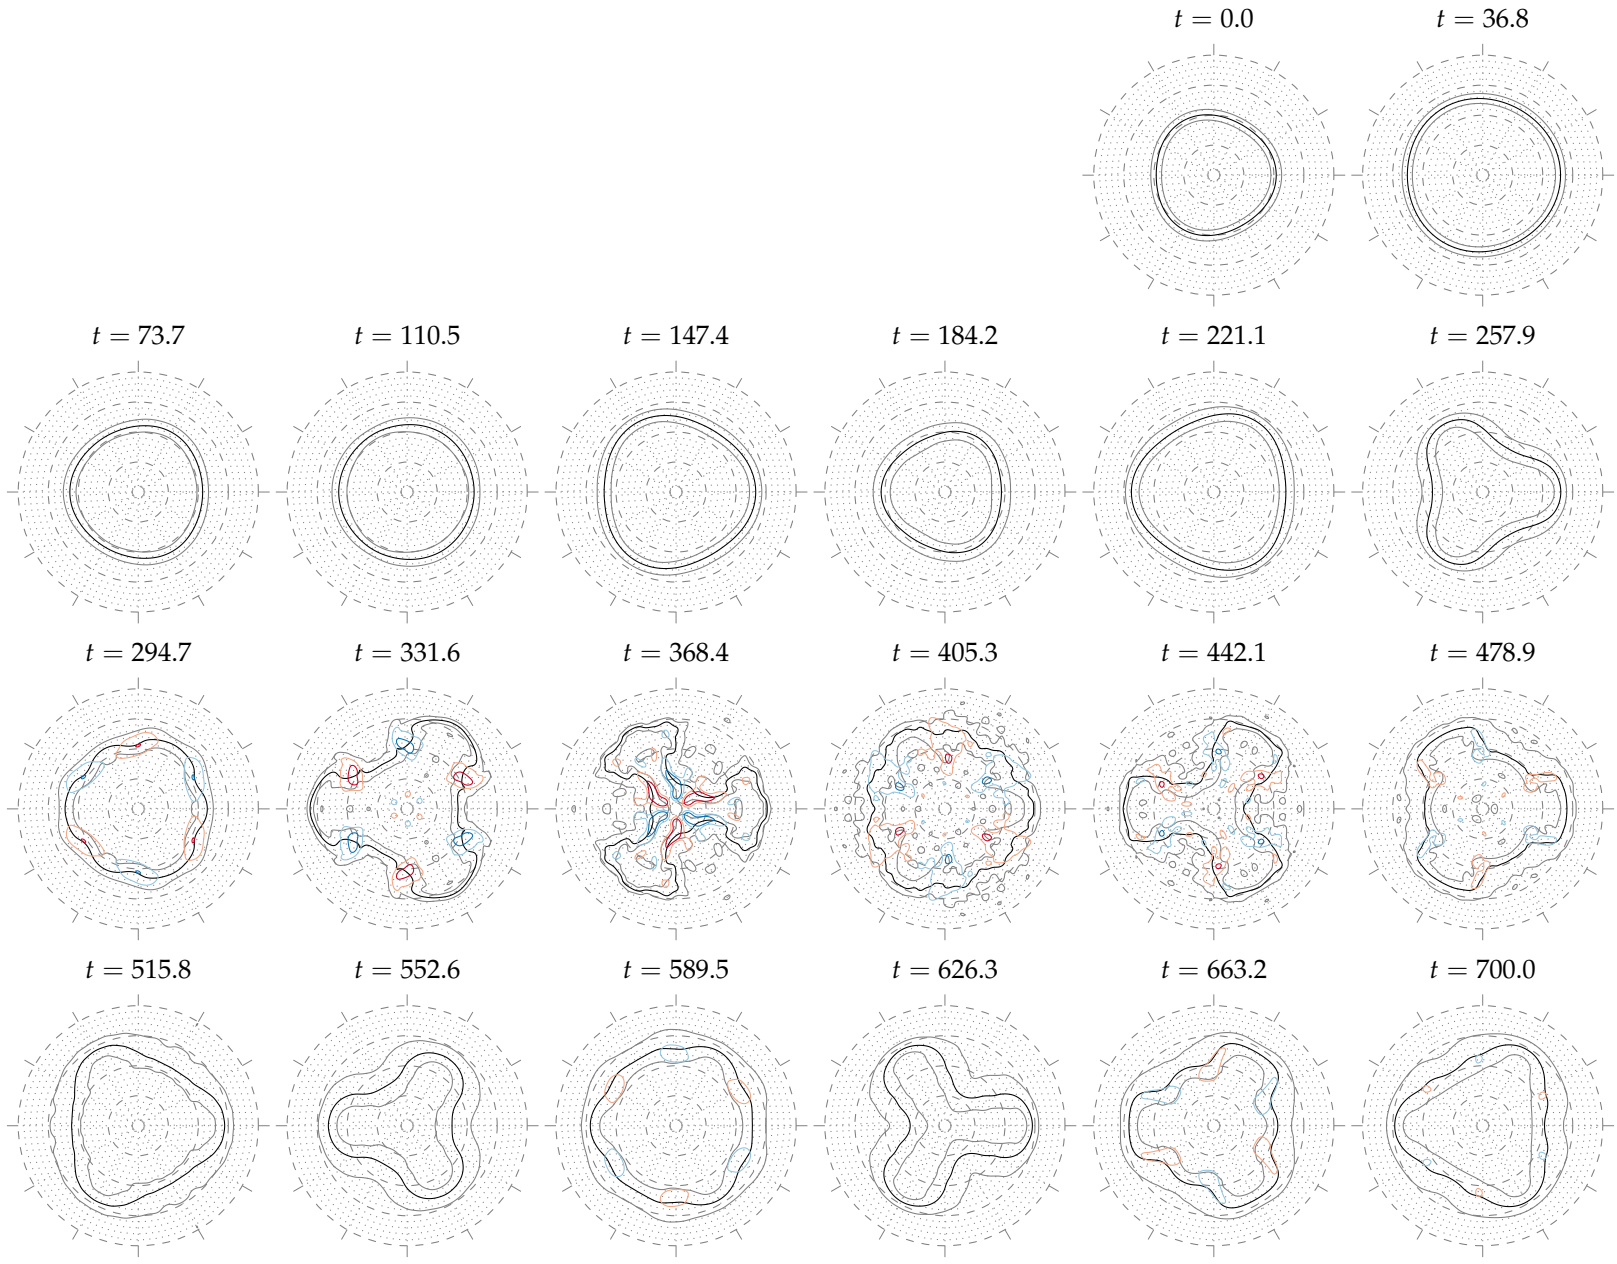 t = 0.0 t = 36.8
t = 73.7 t = 110.5 t = 147.4 t = 184.2 t = 221.1 t = 257.9
t = 294.7 t = 331.6 t = 368.4 t = 405.3 t = 442.1 t = 478.9
t = 515.8 t = 552.6 t = 589.5 t = 626.3 t = 663.2 t = 700.0